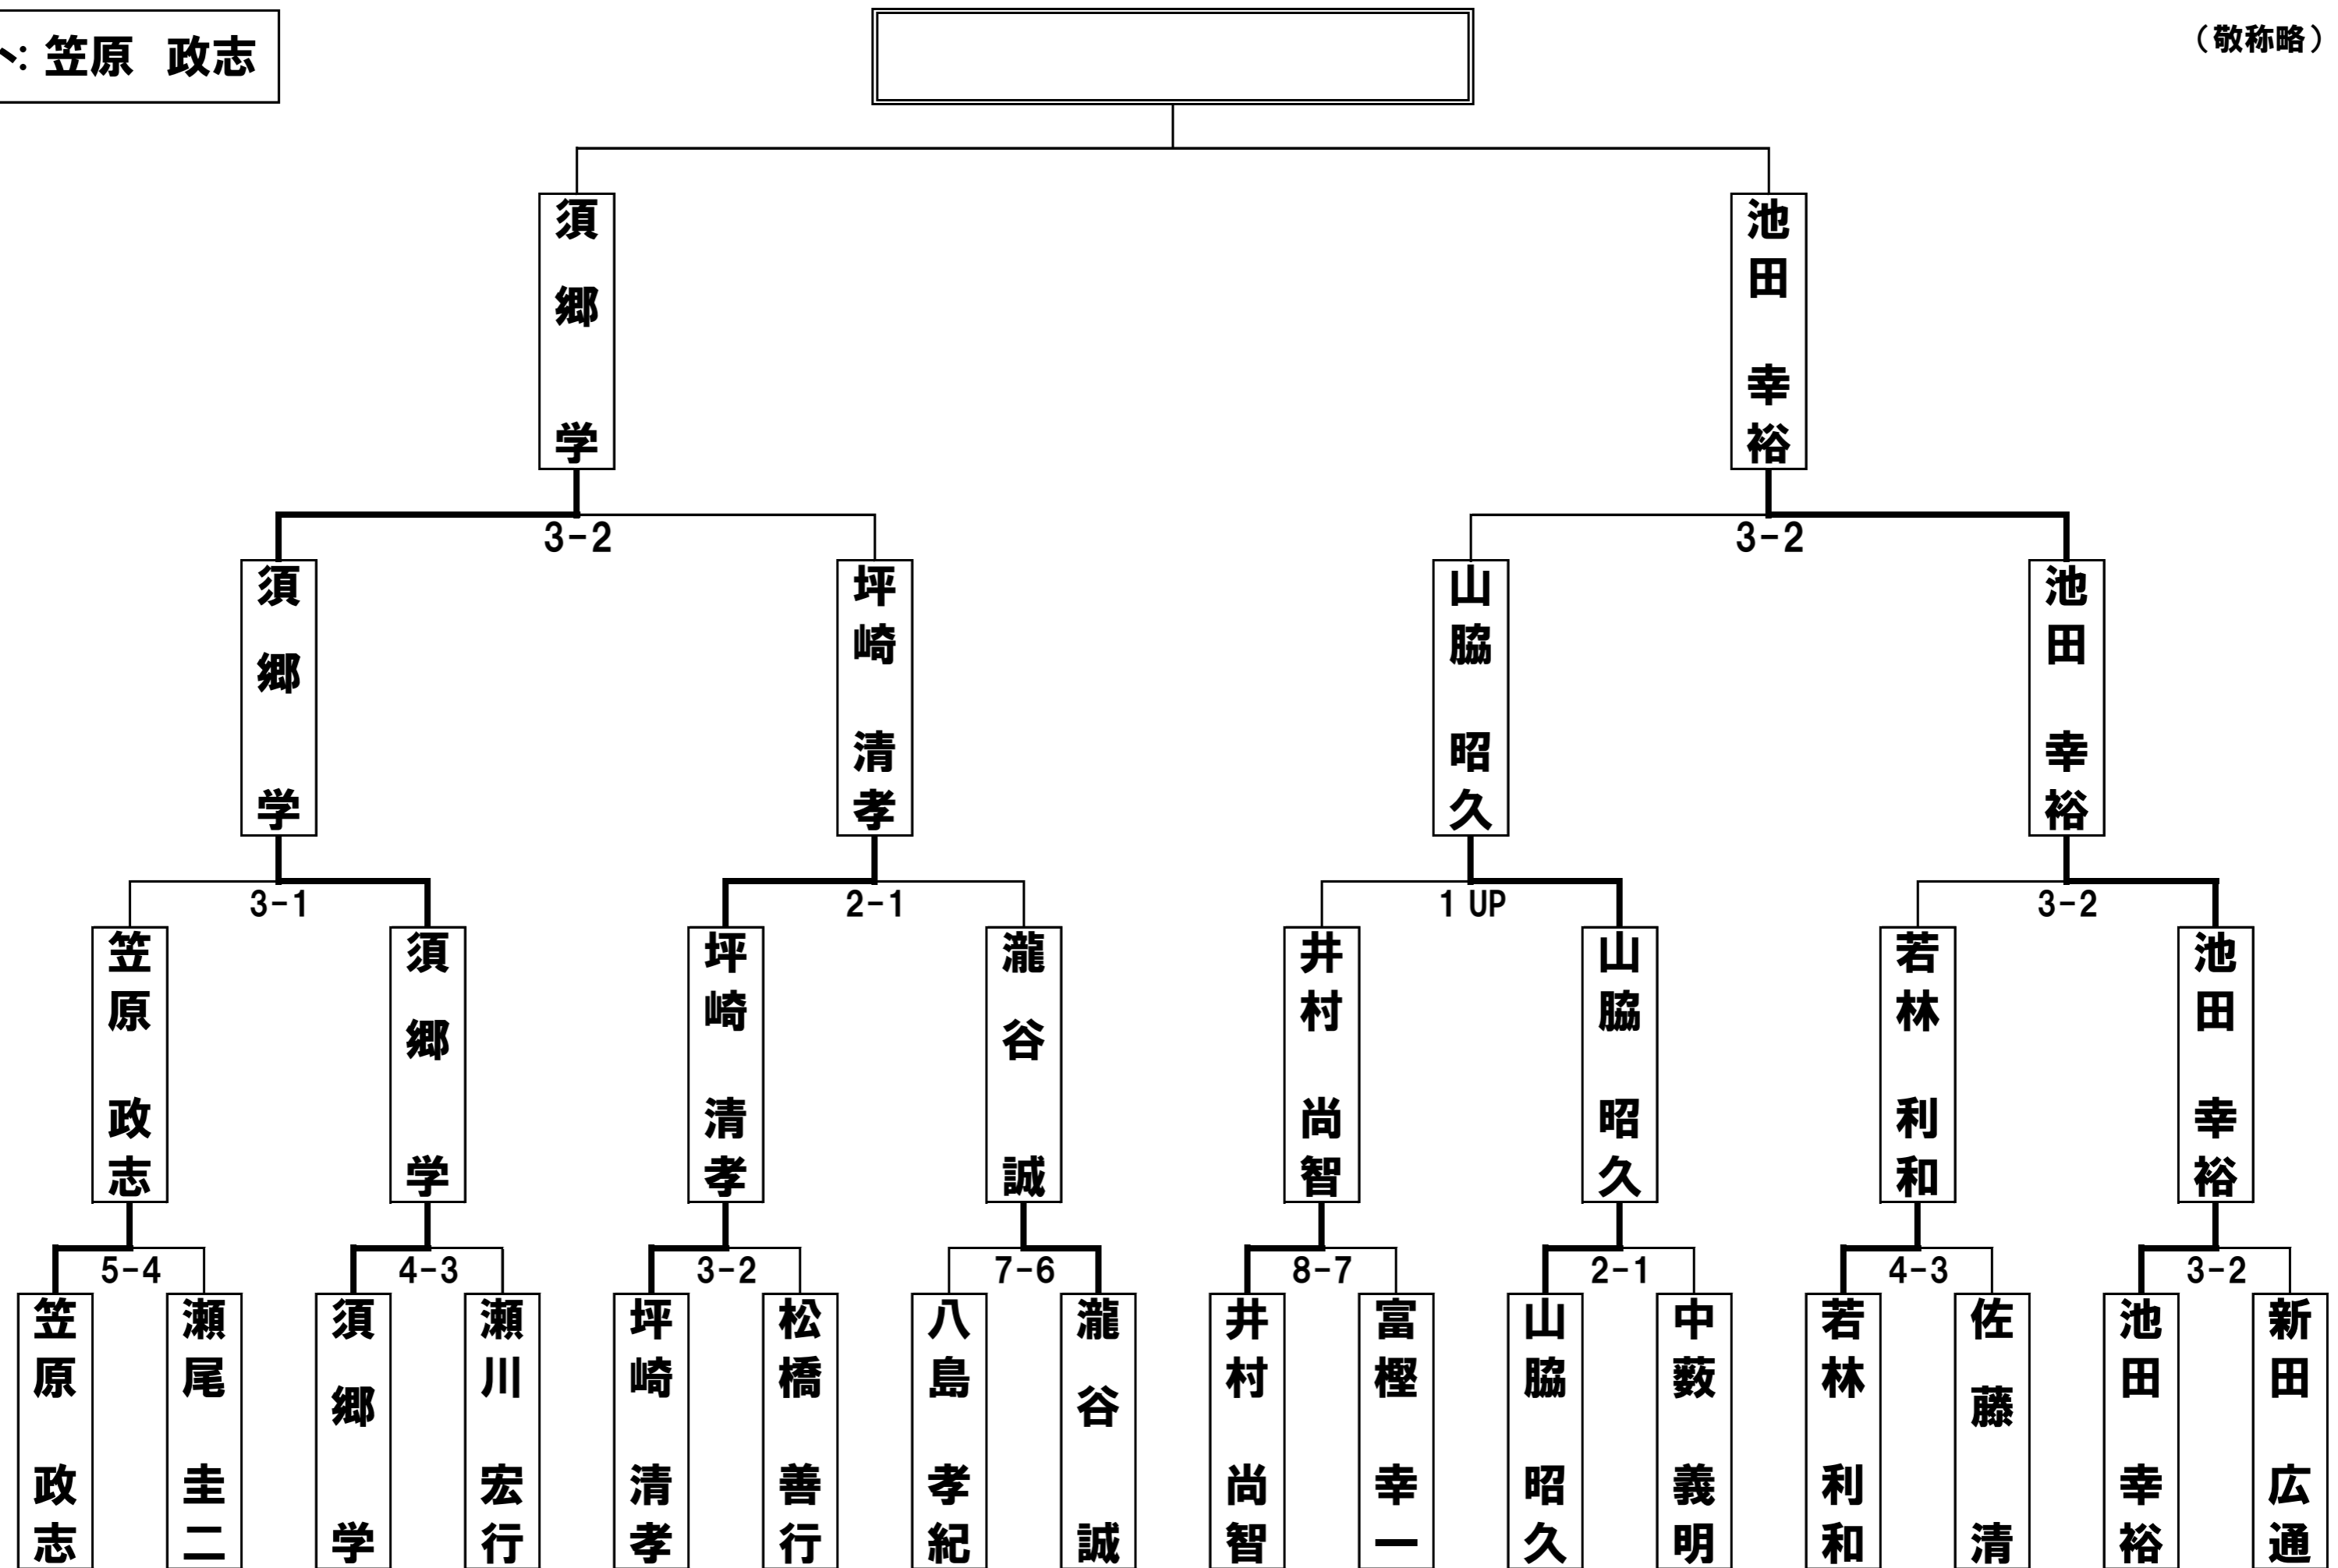 笠原 政志
(敬称略)
須郷 学
池田 幸裕
3-2
3-2
須郷 学
坪崎 清孝
山脇 昭久
池田 幸裕
3-1
2-1
1 UP
3-2
笠原 政志
須郷 学
坪崎 清孝
瀧谷 誠
井村 尚智
山脇 昭久
若林 利和
池田 幸裕
5-4
4-3
3-2
7-6
8-7
2-1
4-3
3-2
笠原 政志
瀬尾 圭二
須郷 学
瀬川 宏行
坪崎 清孝
松橋 善行
八島 孝紀
瀧谷 誠
井村 尚智
富樫 幸一
山脇 昭久
中薮 義明
若林 利和
佐藤 清
池田 幸裕
新田 広通